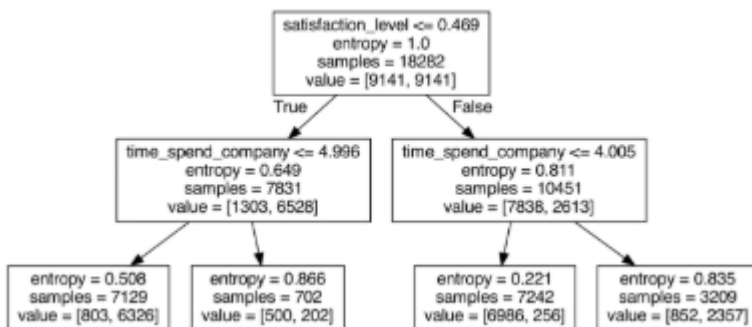 satisfaction_level <= 0.469
entropy = 1.0
samples = 18282
value = [9141, 9141]
True
False
time_spend_company <= 4.996
entropy = 0.649
samples = 7831
value = [1303, 6528]
time_spend_company <= 4.005
entropy = 0.811
samples = 10451
value = [7838, 2613]
entropy = 0.508
samples = 7129
value = [803, 6326]
entropy = 0.866
samples = 702
value = [500, 202]
entropy = 0.221
samples = 7242
value = [6986, 256]
entropy = 0.835
samples = 3209
value = [852, 2357]